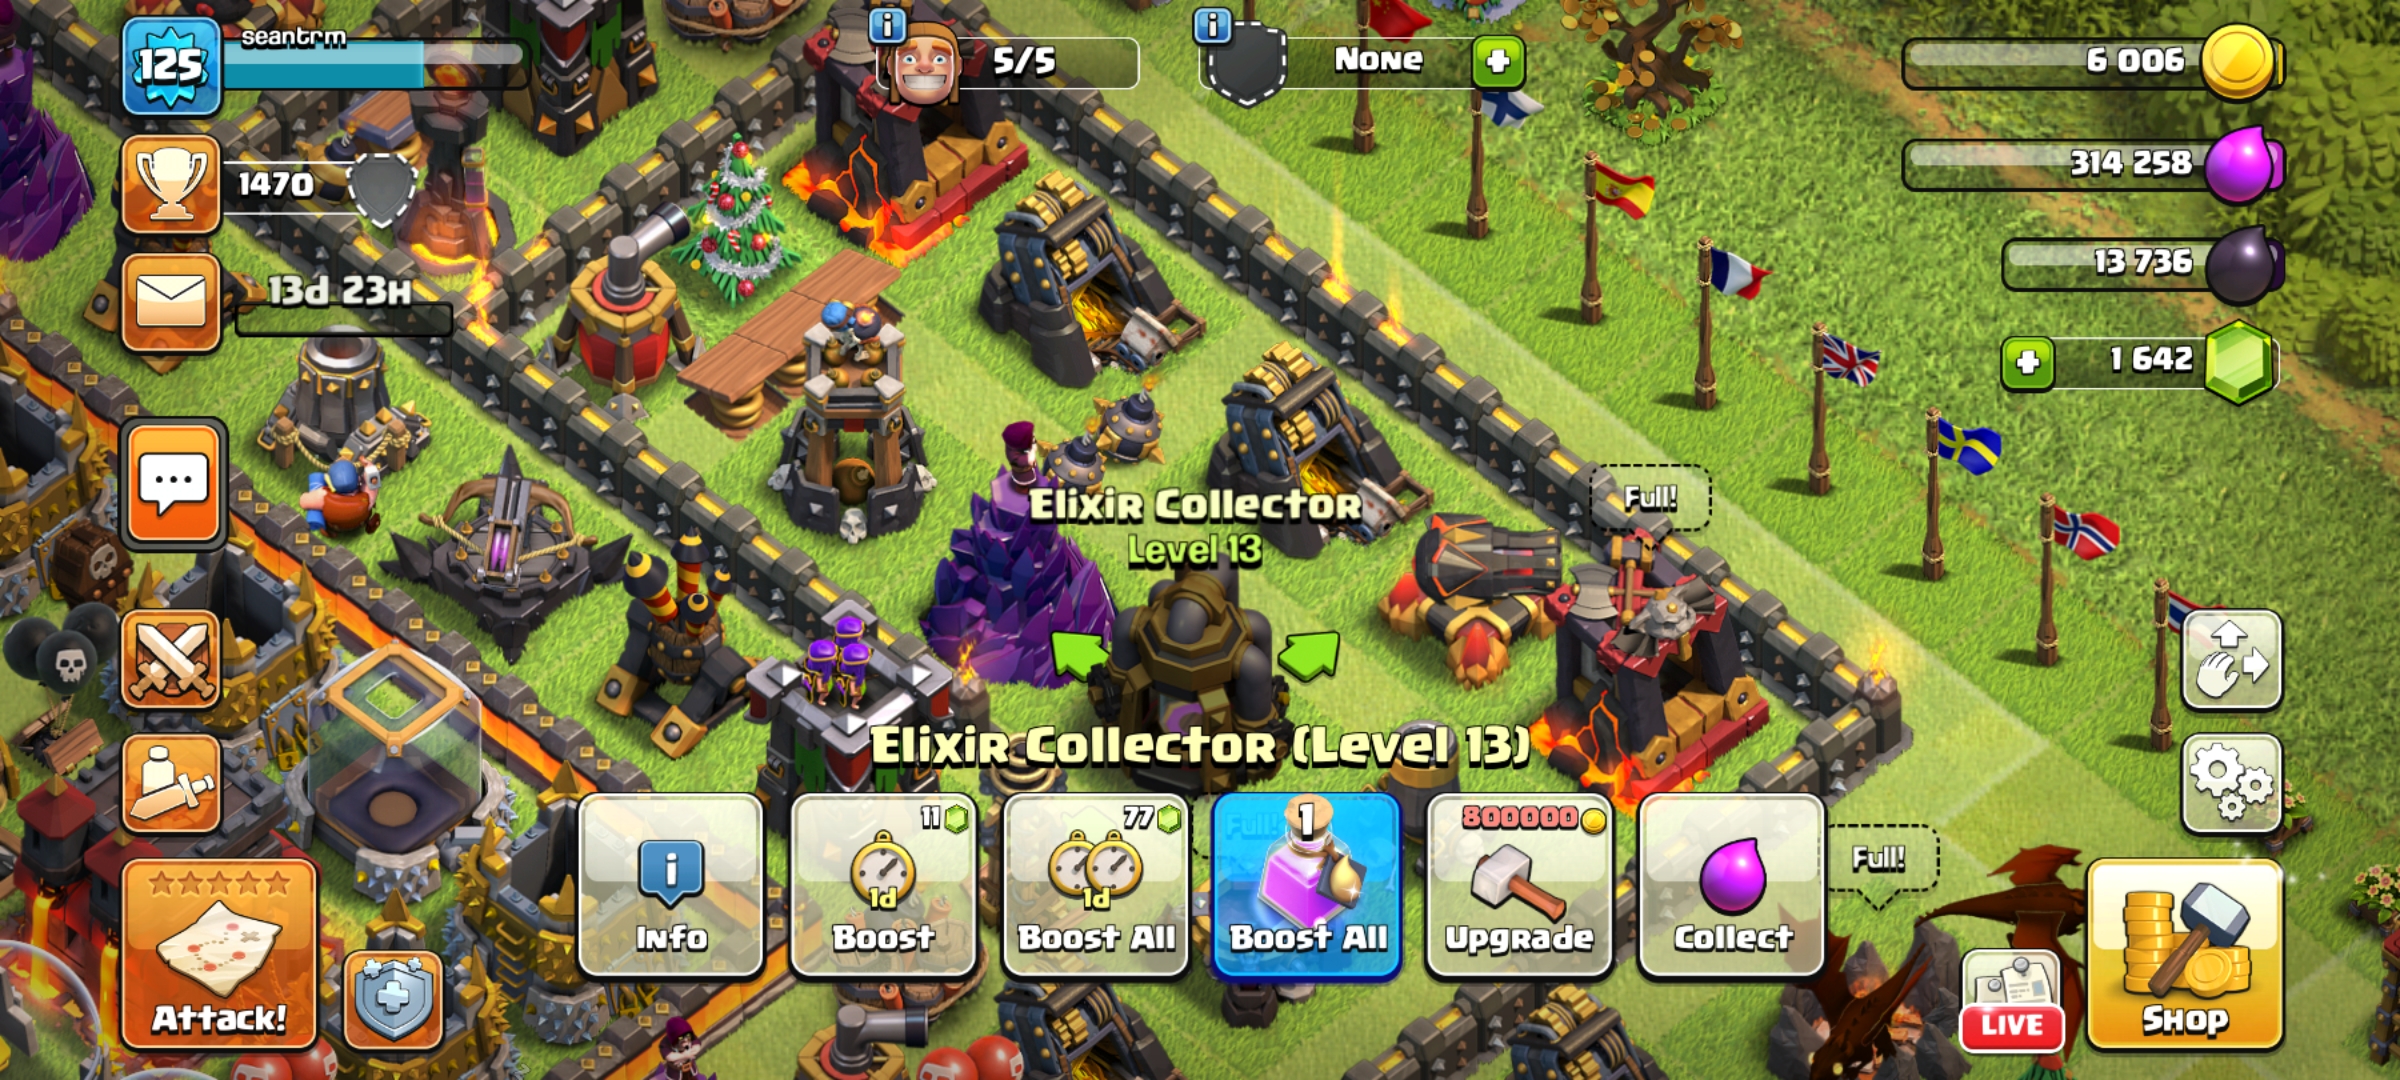 125
seantrm
5/5
None
6 006
1470
314 258
13d 23h
13 736
1 642
Full!
Elixir Collector
Level 13
Elixir Collector (Level 13)
Info
11
1d
Boost
77
1d
Boost All
Full!
1
Boost All
800000
Upgrade
Collect
Full!
Attack!
LIVE
Shop